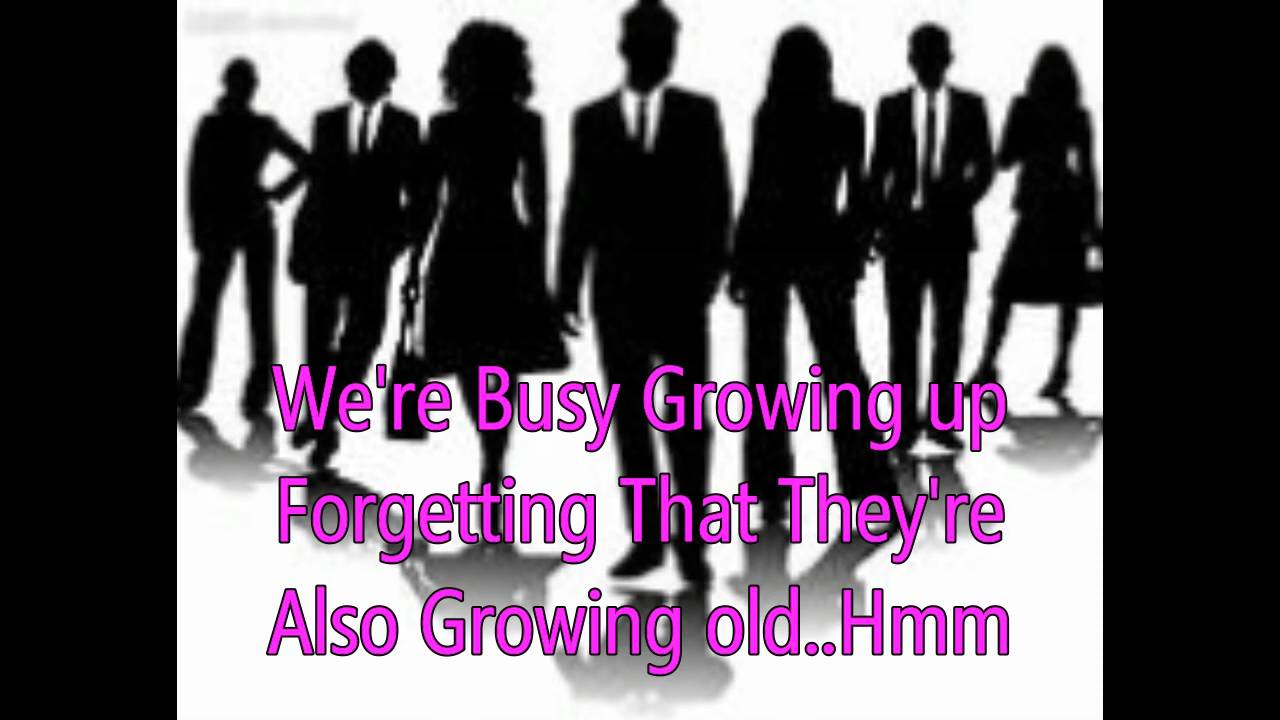 We're Busy Growing up
Forgetting That They're
Also Growing old..Hmm